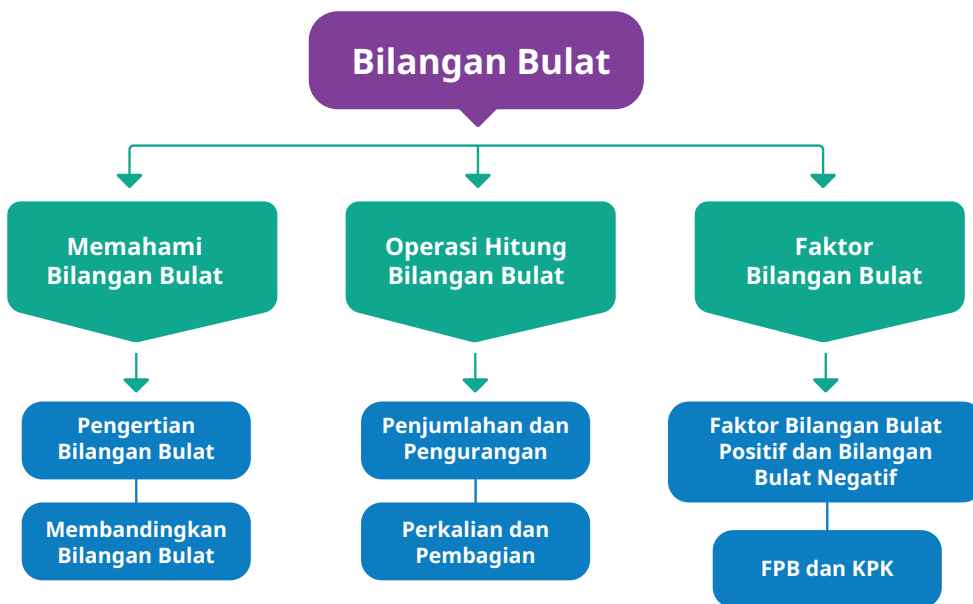 Bilangan Bulat
Memahami
Bilangan Bulat
Operasi Hitung
Bilangan Bulat
Faktor
Bilangan Bulat
Pengertian
Bilangan Bulat
Membandingkan
Bilangan Bulat
Penjumlahan dan
Pengurangan
Perkalian dan
Pembagian
Faktor Bilangan Bulat
Positif dan Bilangan
Bulat Negatif
FPB dan KPK